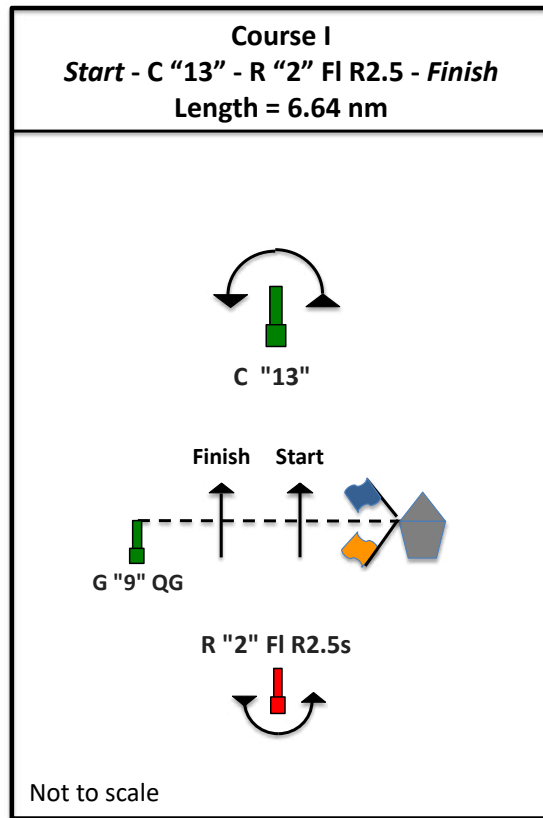 Course I
Start - C “13” - R “2” Fl R2.5 - Finish
Length = 6.64 nm
C "13"
Finish Start
G "9" QG
R "2" Fl R2.5s
Not to scale